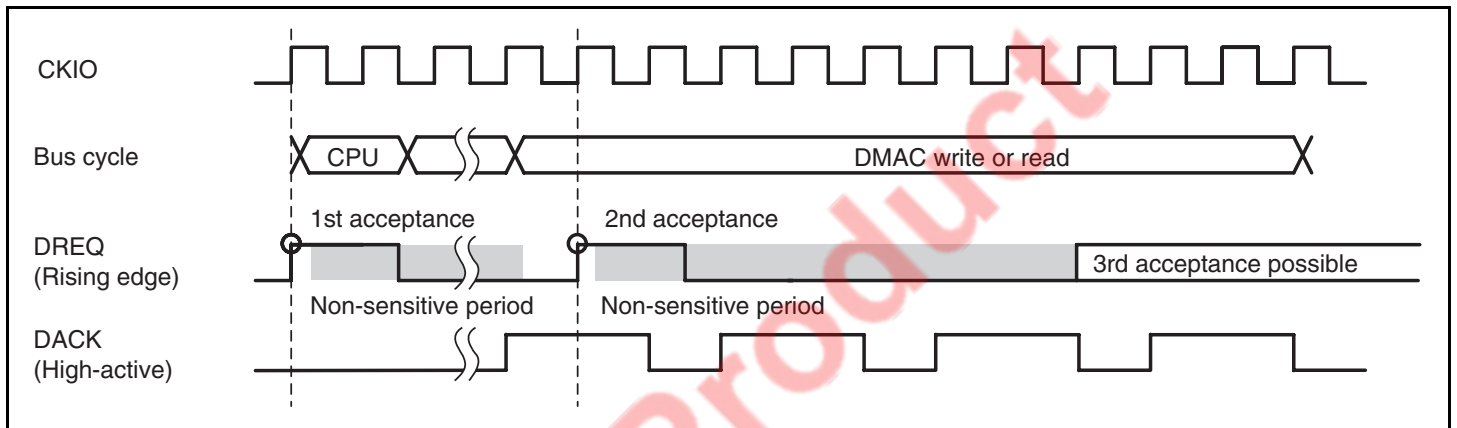 CKIO
Bus cycle
CPU
DMAC write or read
1st acceptance
2nd acceptance
DREQ
(Rising edge)
3rd acceptance possible
Non-sensitive period
Non-sensitive period
DACK
(High-active)
Product